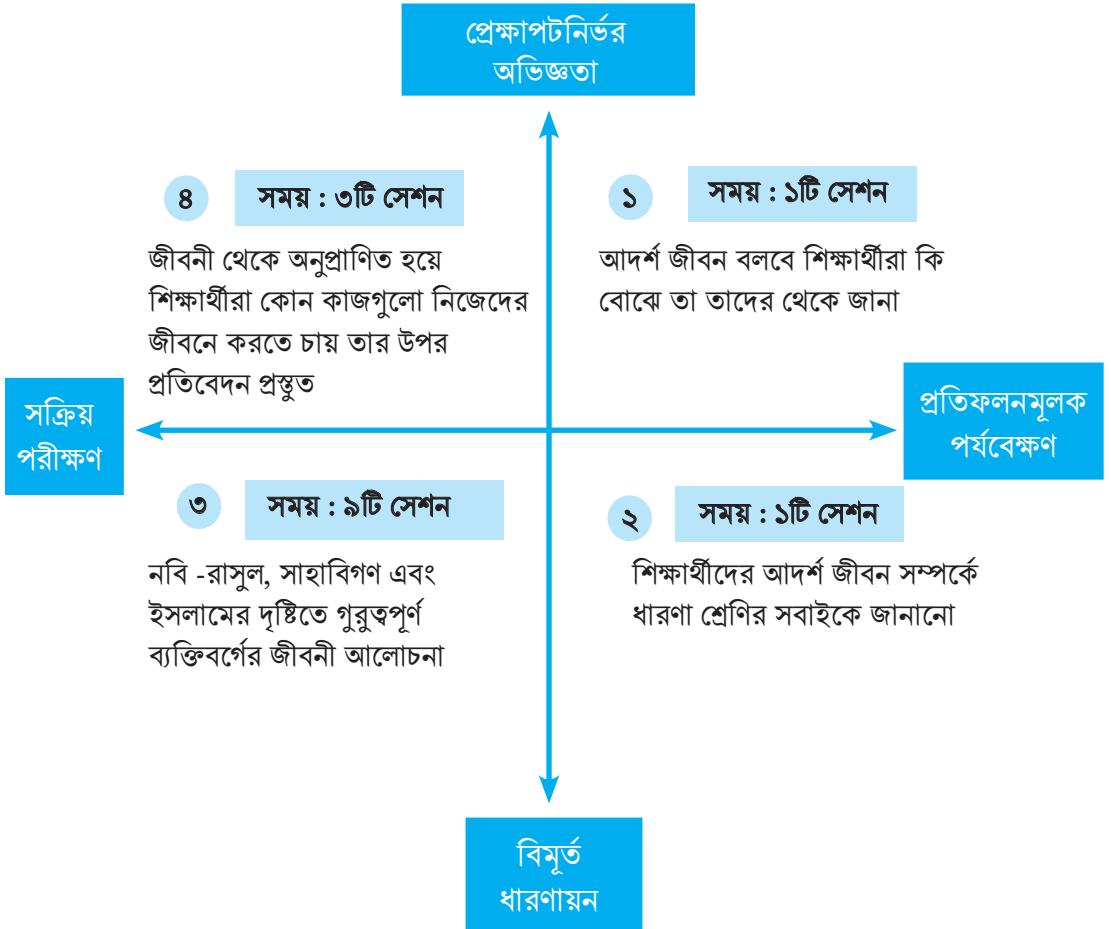 প্রেক্ষাপটনির্ভর
অভিজ্ঞতা
৪
সময় : ৩টি সেশন
জীবনী থেকে অনুপ্রাণিত হয়ে
শিক্ষার্থীরা কোন কাজগুলো নিজেদের
জীবনে করতে চায় তার উপর
প্রতিবেদন প্রস্তুত
১
সময় : ১টি সেশন
আদর্শ জীবন বলবে শিক্ষার্থীরা কি
বোঝে তা তাদের থেকে জানা
সক্রিয়
পরীক্ষণ
প্রতিফলনমূলক
পর্যবেক্ষণ
৩
সময় : ৯টি সেশন
নবি -রাসুল, সাহাবিগণ এবং
ইসলামের দৃষ্টিতে গুরুত্বপূর্ণ
ব্যক্তিবর্গের জীবনী আলোচনা
২
সময় : ১টি সেশন
শিক্ষার্থীদের আদর্শ জীবন সম্পর্কে
ধারণা শ্রেণির সবাইকে জানানো
বিমূর্ত
ধারণায়ন